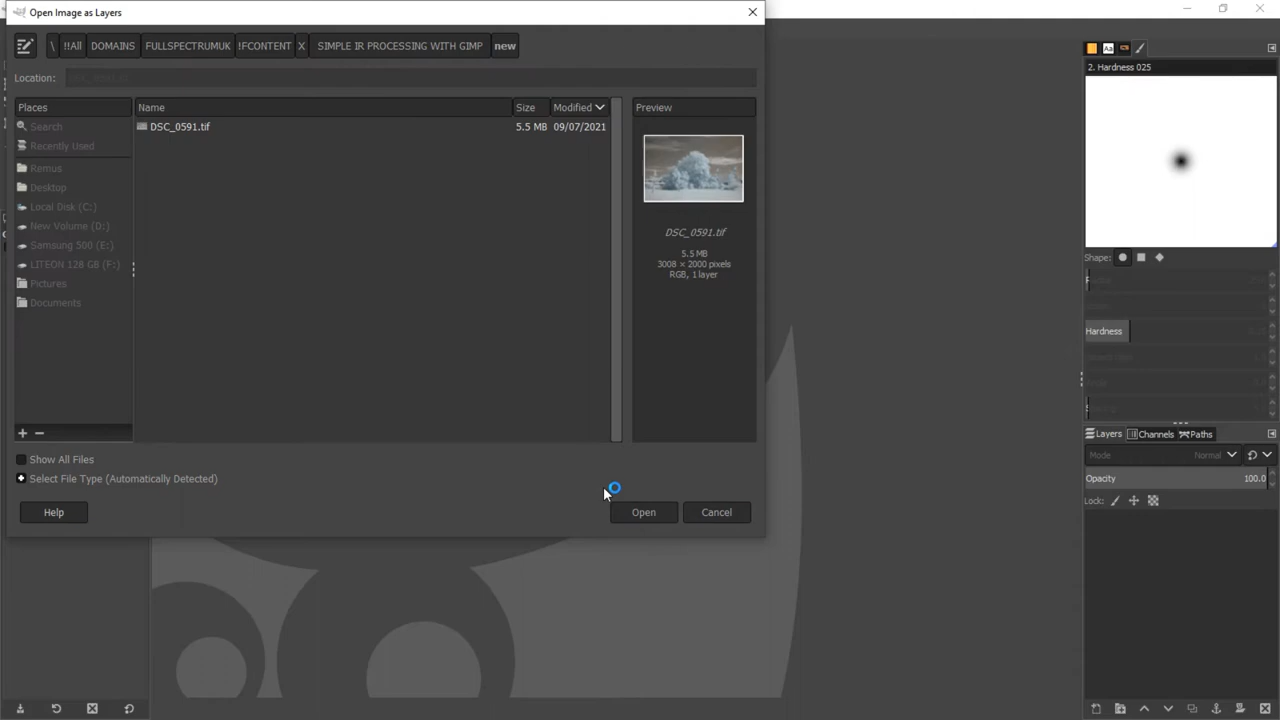 Open Image as Layers
\ !!All DOMAINS FULLSPECTRUMUK !FCONTENT X SIMPLE IR PROCESSING WITH GIMP new
Location: DSC_0591.tif
Places
Search
Recently Used
Remus
Desktop
Local Disk (C:)
New Volume (D:)
Samsung 500 (E:)
LITEON 128 GB (F:)
Pictures
Documents
Name Size Modified
DSC_0591.tif 5.5 MB 09/07/2021
Preview
DSC_0591.tif
5.5 MB
3008 × 2000 pixels
RGB, 1 layer
Show All Files
Select File Type (Automatically Detected)
Help Open Cancel
Aa
2. Hardness 025
Shape:
Hardness
Layers Channels Paths
Mode Normal
Opacity 100.0
Lock: